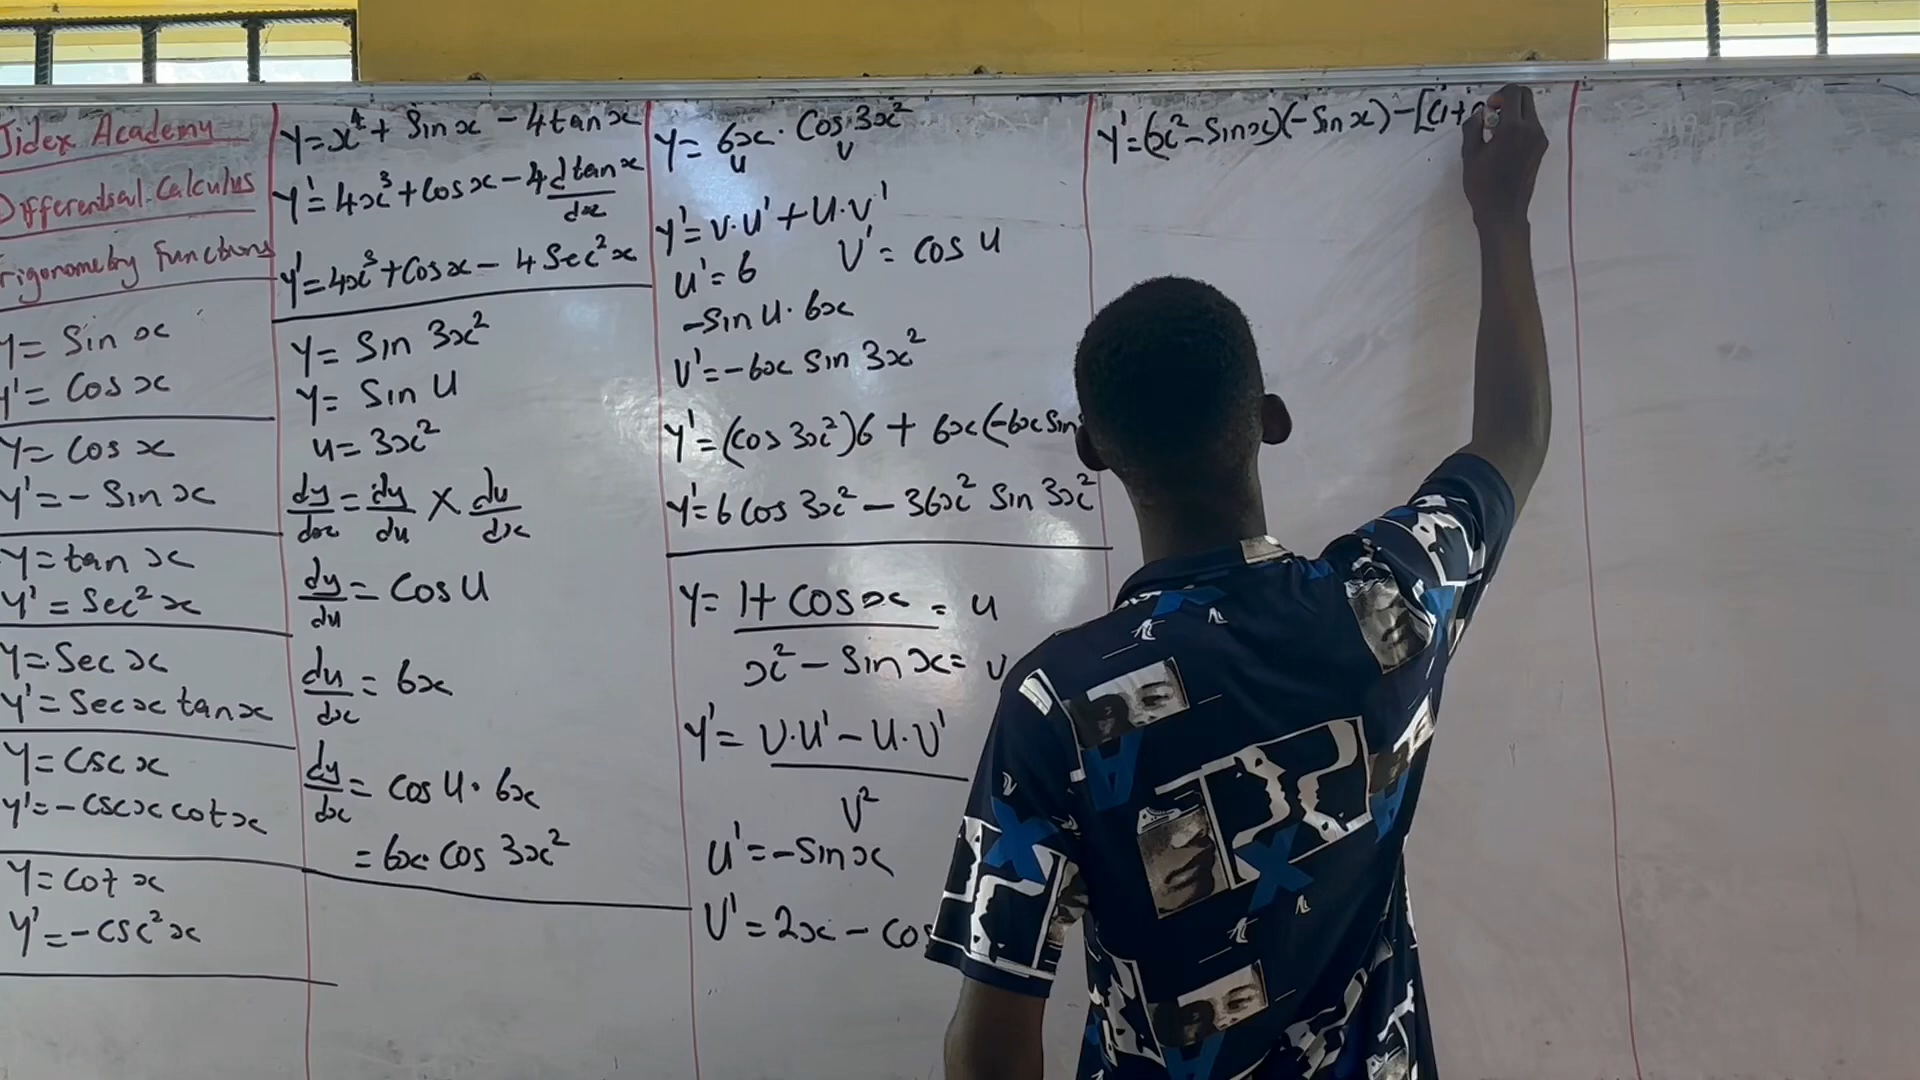 Jidex Academy
Differential Calculus
Trigonometry Functions
y = Sin x
y' = Cos x
y = Cos x
y' = - Sin x
y = tan x
y' = Sec² x
y = Sec x
y' = Sec x tan x
y = Csc x
y' = - Csc x cot x
y = Cot x
y' = - Csc² x
y = x⁴ + Sin x - 4 tan x
y' = 4x³ + Cos x - 4 d tan x / dx
y' = 4x³ + Cos x - 4 Sec² x
y = Sin 3x²
y = Sin u
u = 3x²
dy/dx = dy/du × du/dx
dy/du = Cos u
du/dx = 6x
dy/dx = Cos u · 6x
= 6x · Cos 3x²
y = 6x · Cos 3x²
u v
y' = v·u' + u·v'
u' = 6 v' = Cos u
- Sin u · 6x
v' = - 6x Sin 3x²
y' = (Cos 3x²)6 + 6x(-6x Sin
y' = 6 Cos 3x² - 36x² Sin 3x²
y = 1 + Cos x = u
x² - Sin x = v
y' = v·u' - u·v'
v²
u' = - Sin x
v' = 2x - Cos
y' = (x² - Sin x)(- Sin x) - [(1 +